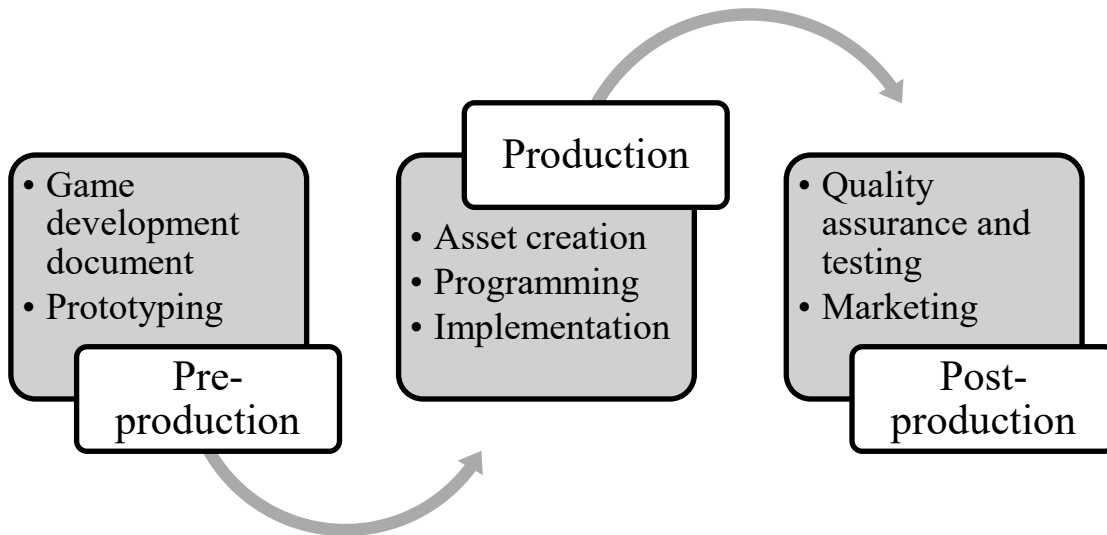 • Game
development
document
• Prototyping
Pre-
production
Production
• Asset creation
• Programming
• Implementation
• Quality
assurance and
testing
• Marketing
Post-
production